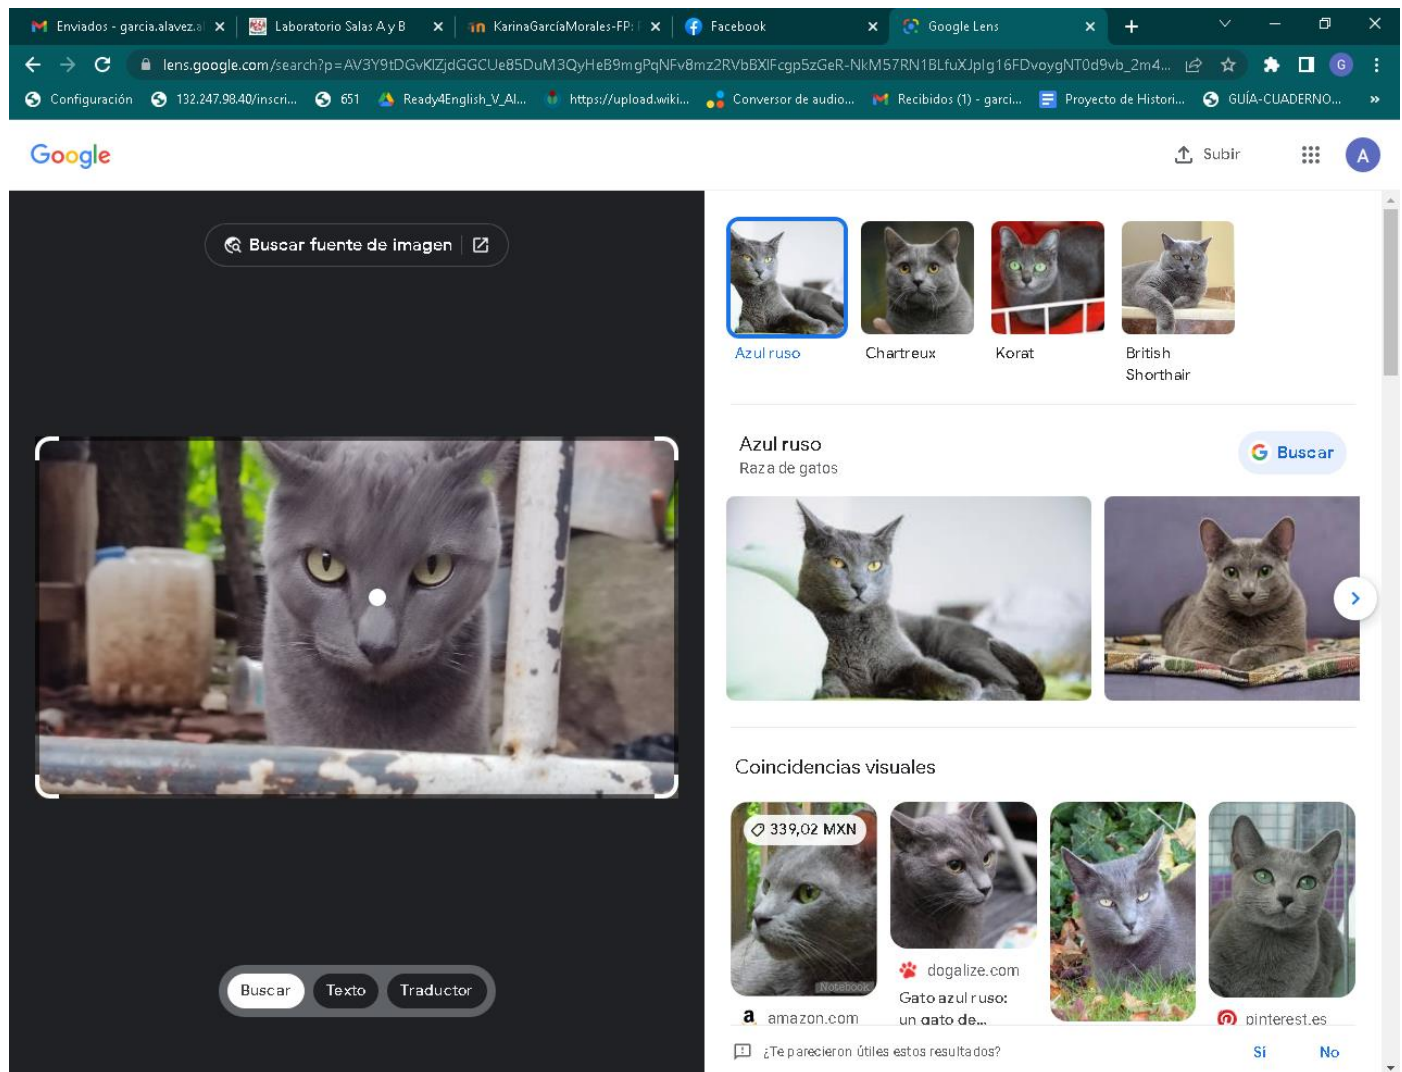 Enviados - garcia.alavez.al
Laboratorio Salas A y B
KarinaGarcíaMorales-FP: F
Facebook
Google Lens
lens.google.com/search?p=AV3Y9tDGvKlZjdGGCUe85DuM3QyHeB9mgPqNFv8mz2RVbBXlFcgp5zGeR-NkM57RN1BLfuXJpIg16FDvoygNT0d9vb_2m4...
G
Configuración
132.247.98.40/inscri...
651
Ready4English_V_Al...
https://upload.wiki...
Conversor de audio...
Recibidos (1) - garci...
Proyecto de Histori...
GUÍA-CUADERNO...
»
Google
Subir
A
Buscar fuente de imagen
Azul ruso
Chartreux
Korat
British
Shorthair
Azul ruso
Raza de gatos
Buscar
Coincidencias visuales
339,02 MXN
Notebook
amazon.com
dogalize.com
Gato azul ruso:
un gato de...
pinterest.es
Buscar
Texto
Traductor
¿Te parecieron útiles estos resultados?
Sí
No